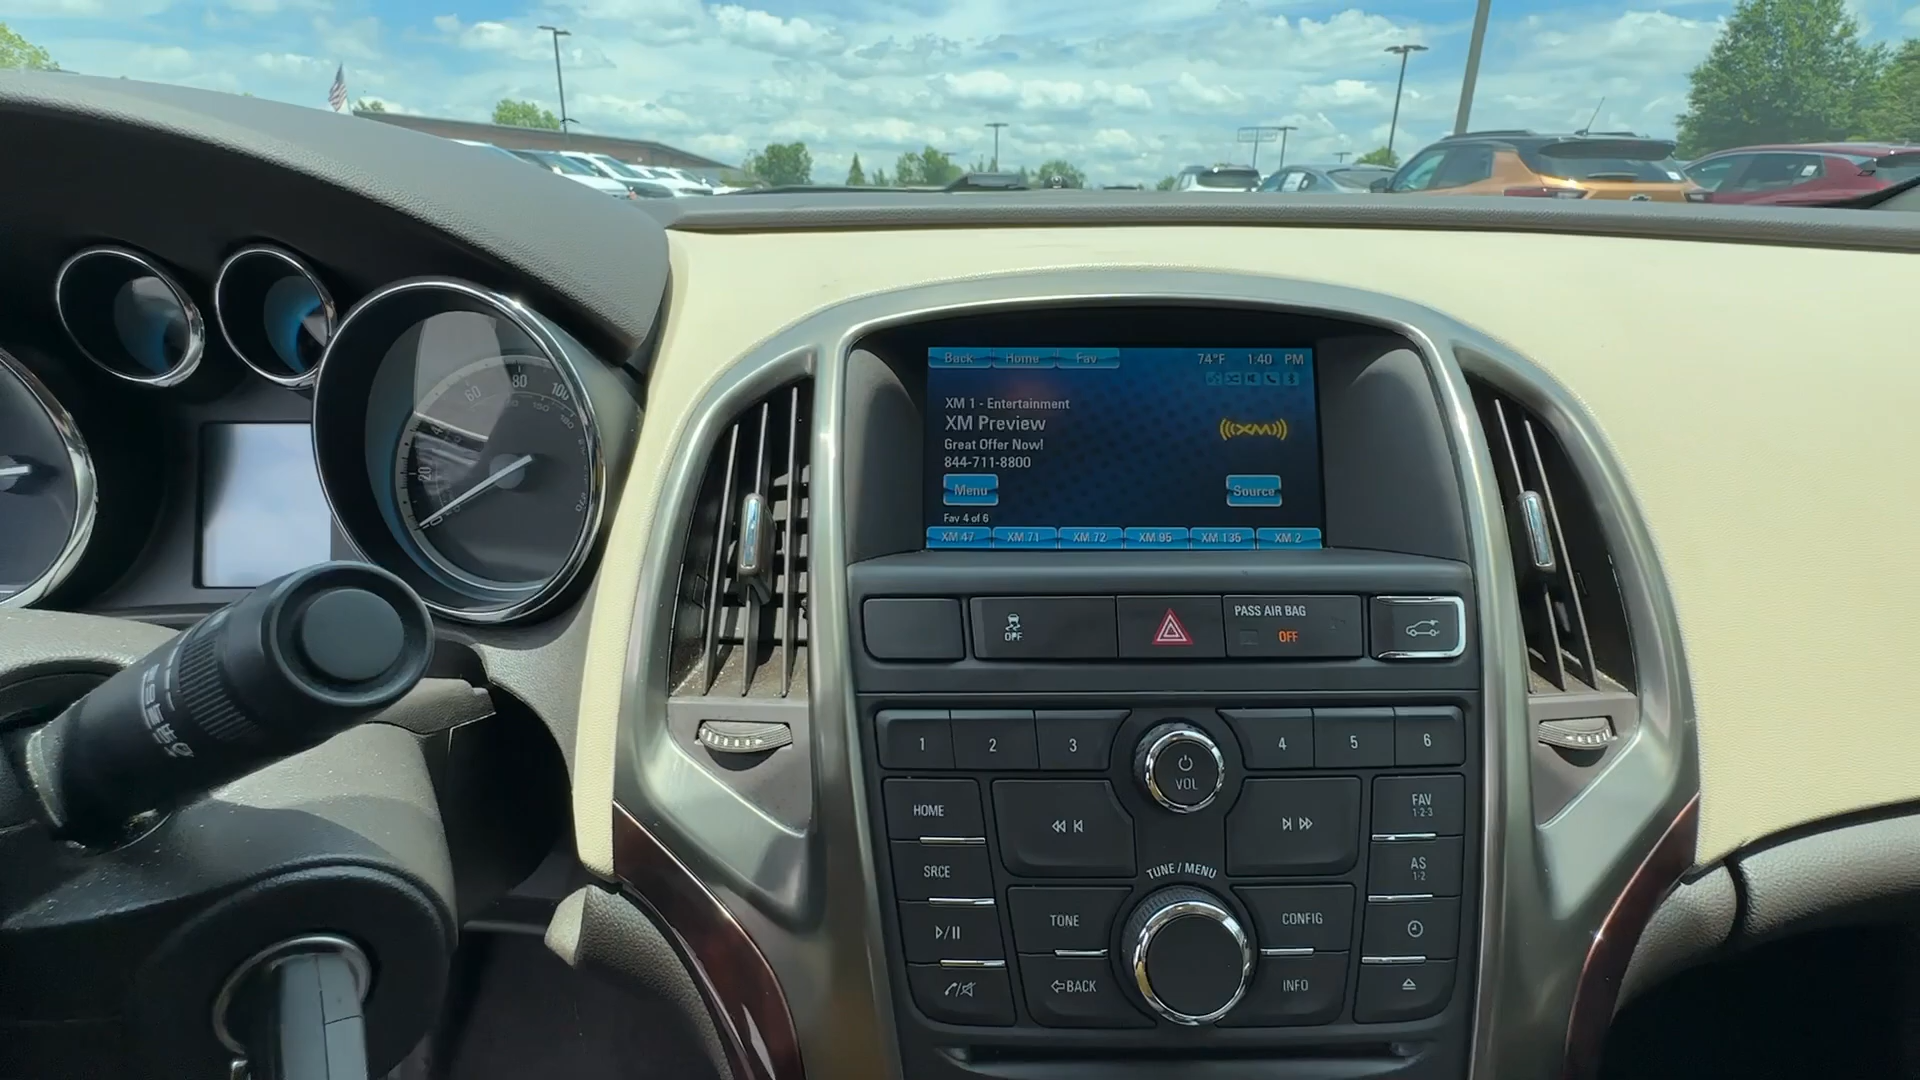 Back Home Fav 74°F 1:40 PM
XM 1 - Entertainment
XM Preview
Great Offer Now!
844-711-8800
((XM))
Menu Source
Fav 4 of 6
XM 47 XM 71 XM 72 XM 95 XM 135 XM 2
60 80 100
20
0
OFF PASS AIR BAG
OFF
1 2 3 4 5 6
VOL
HOME FAV
1-2-3
SRCE TUNE / MENU AS
1-2
TONE CONFIG
BACK INFO